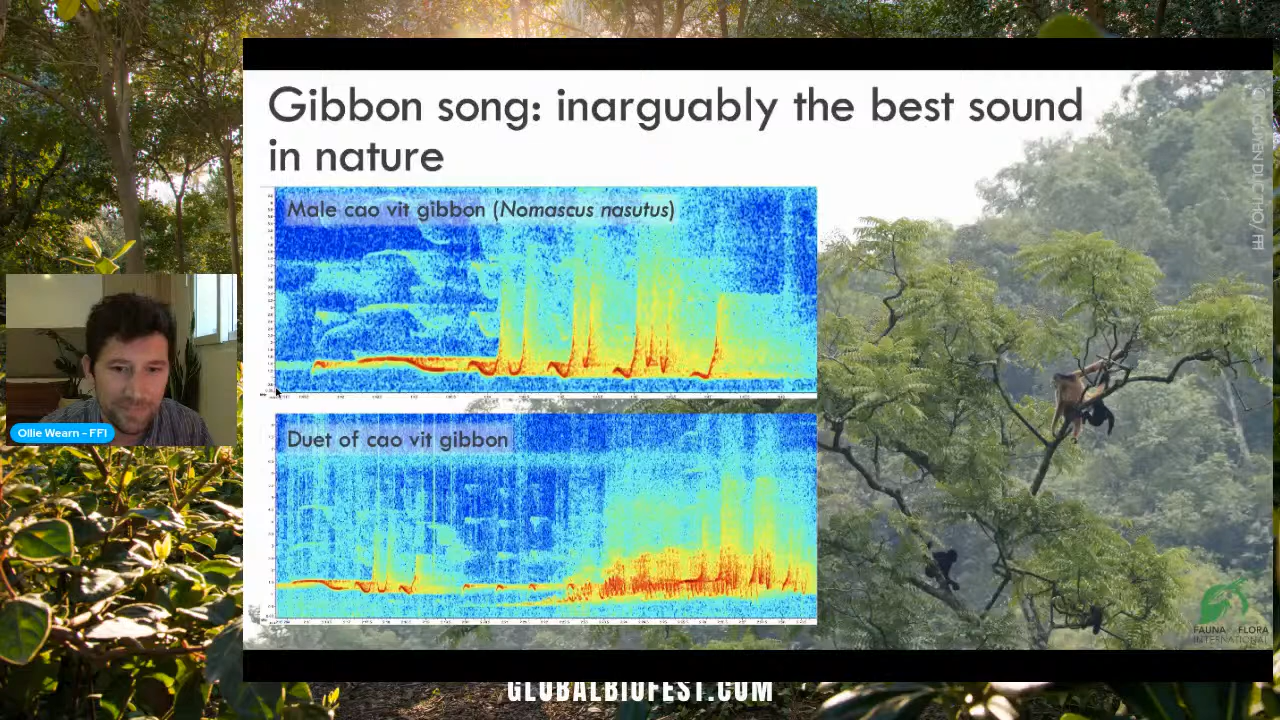 Gibbon song: inarguably the best sound
in nature
Male cao vit gibbon (Nomascus nasutus)
Duet of cao vit gibbon
Ollie Wearn - FFI
FAUNA & FLORA
INTERNATIONAL
GLOBALBIOFEST.COM